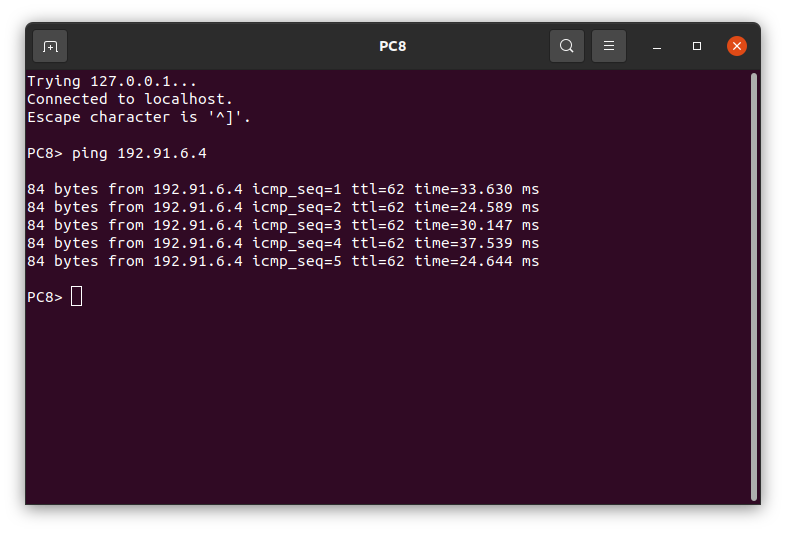 PC8
Trying 127.0.0.1...
Connected to localhost.
Escape character is '^]'.
PC8> ping 192.91.6.4
84 bytes from 192.91.6.4 icmp_seq=1 ttl=62 time=33.630 ms
84 bytes from 192.91.6.4 icmp_seq=2 ttl=62 time=24.589 ms
84 bytes from 192.91.6.4 icmp_seq=3 ttl=62 time=30.147 ms
84 bytes from 192.91.6.4 icmp_seq=4 ttl=62 time=37.539 ms
84 bytes from 192.91.6.4 icmp_seq=5 ttl=62 time=24.644 ms
PC8>